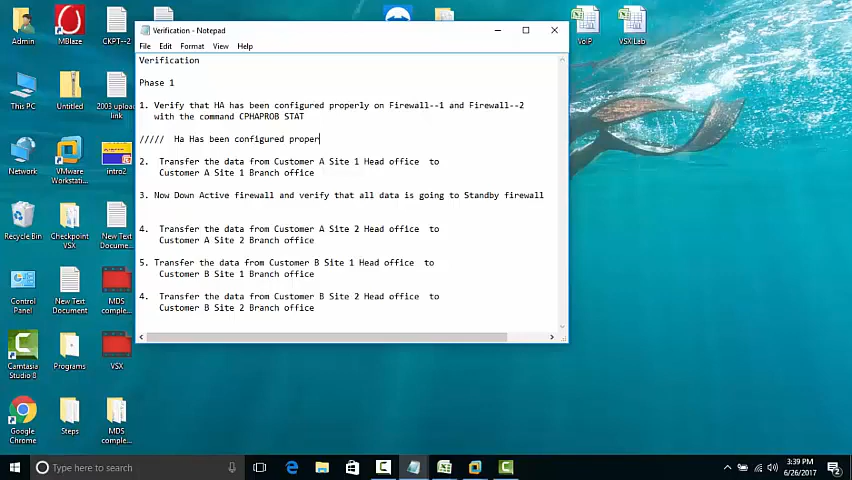 Verification - Notepad
File Edit Format View Help
Verification
Phase 1
1. Verify that HA has been configured properly on Firewall--1 and Firewall--2
with the command CPHAPROB STAT
///// Ha Has been configured proper
2. Transfer the data from Customer A Site 1 Head office to
Customer A Site 1 Branch office
3. Now Down Active firewall and verify that all data is going to Standby firewall
4. Transfer the data from Customer A Site 2 Head office to
Customer A Site 2 Branch office
5. Transfer the data from Customer B Site 1 Head office to
Customer B Site 1 Branch office
4. Transfer the data from Customer B Site 2 Head office to
Customer B Site 2 Branch office
Admin
MBlaze
CKPT--2
VoIP
VSX Lab
This PC
Untitled
2003 upload
link
Network
VMware
Workstati...
intro2
Recycle Bin
Checkpoint
VSX
New Text
Docume...
Control
Panel
New Text
Document
MDS
comple...
Camtasia
Studio 8
Programs
VSX
Google
Chrome
Steps
MDS
comple...
Type here to search
3:39 PM
6/26/2017
2